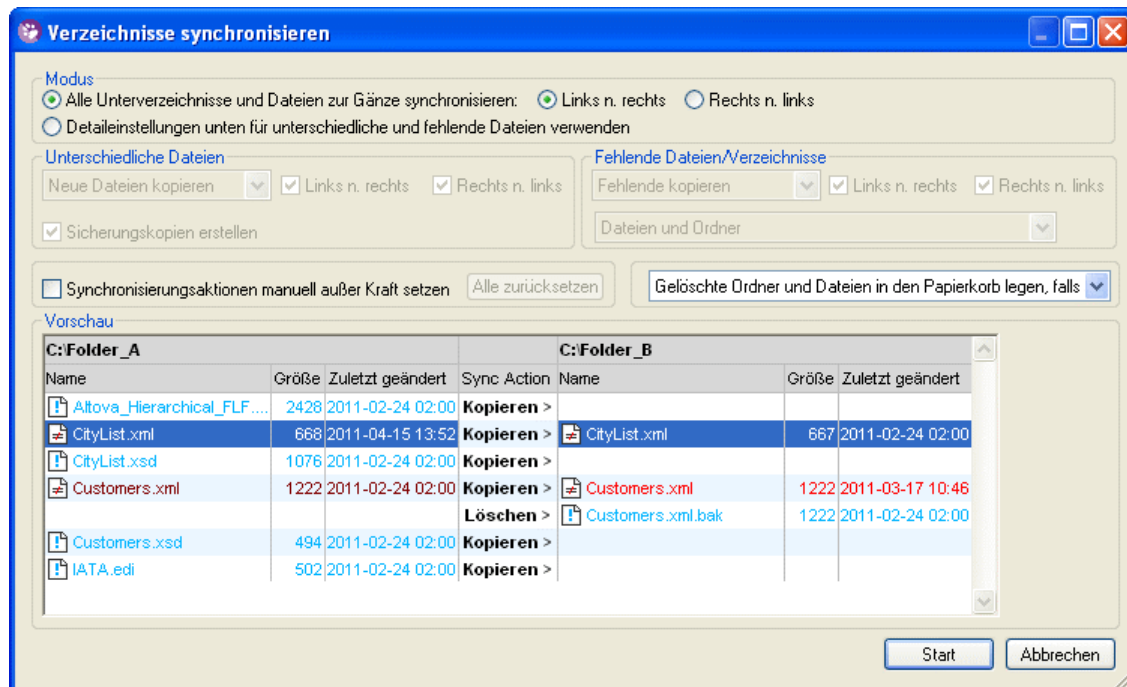 Verzeichnisse synchronisieren
Modus
Alle Unterverzeichnisse und Dateien zur Gänze synchronisieren: Links n. rechts Rechts n. links
Detaileinstellungen unten für unterschiedliche und fehlende Dateien verwenden
Unterschiedliche Dateien
Neue Dateien kopieren Links n. rechts Rechts n. links
Sicherungskopien erstellen
Fehlende Dateien/Verzeichnisse
Fehlende kopieren Links n. rechts Rechts n. links
Dateien und Ordner
Synchronisierungsaktionen manuell außer Kraft setzen Alle zurücksetzen
Gelöschte Ordner und Dateien in den Papierkorb legen, falls
Vorschau
C:\Folder_A C:\Folder_B
Name Größe Zuletzt geändert Sync Action Name Größe Zuletzt geändert
Altova_Hierarchical_FLF.... 2428 2011-02-24 02:00 Kopieren >
CityList.xml 668 2011-04-15 13:52 Kopieren > CityList.xml 667 2011-02-24 02:00
CityList.xsd 1076 2011-02-24 02:00 Kopieren >
Customers.xml 1222 2011-02-24 02:00 Kopieren > Customers.xml 1222 2011-03-17 10:46
Löschen > Customers.xml.bak 1222 2011-02-24 02:00
Customers.xsd 494 2011-02-24 02:00 Kopieren >
IATA.edi 502 2011-02-24 02:00 Kopieren >
Start Abbrechen